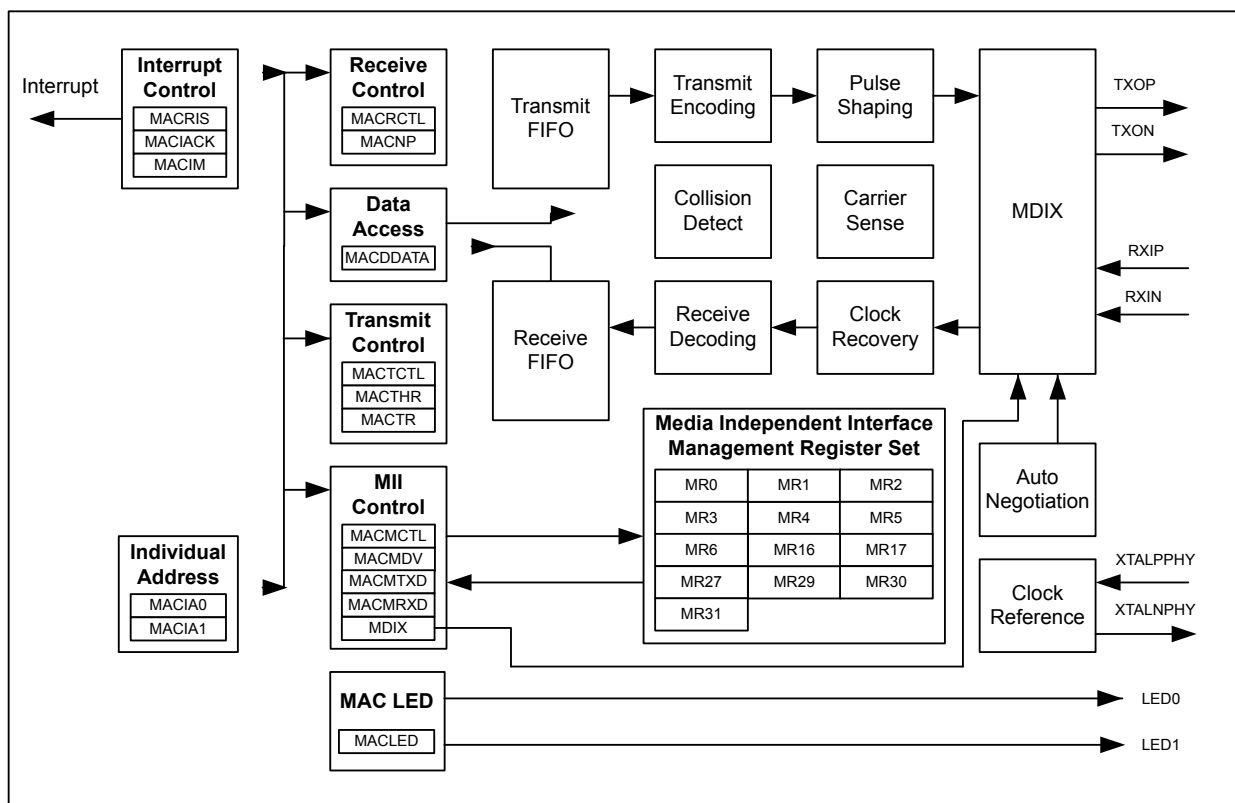 Interrupt
Interrupt
Control
MACRIS
MACIACK
MACIM
Receive
Control
MACRCTL
MACNP
Data
Access
MACDDATA
Transmit
Control
MACTCTL
MACTHR
MACTR
MII
Control
MACMCTL
MACMDV
MACMTXD
MACMRXD
MDIX
Individual
Address
MACIA0
MACIA1
MAC LED
MACLED
Transmit
FIFO
Transmit
Encoding
Pulse
Shaping
Collision
Detect
Carrier
Sense
Receive
FIFO
Receive
Decoding
Clock
Recovery
MDIX
TXOP
TXON
RXIP
RXIN
Media Independent Interface
Management Register Set
MR0 MR1 MR2
MR3 MR4 MR5
MR6 MR16 MR17
MR27 MR29 MR30
MR31
Auto
Negotiation
Clock
Reference
XTALPPHY
XTALNPHY
LED0
LED1